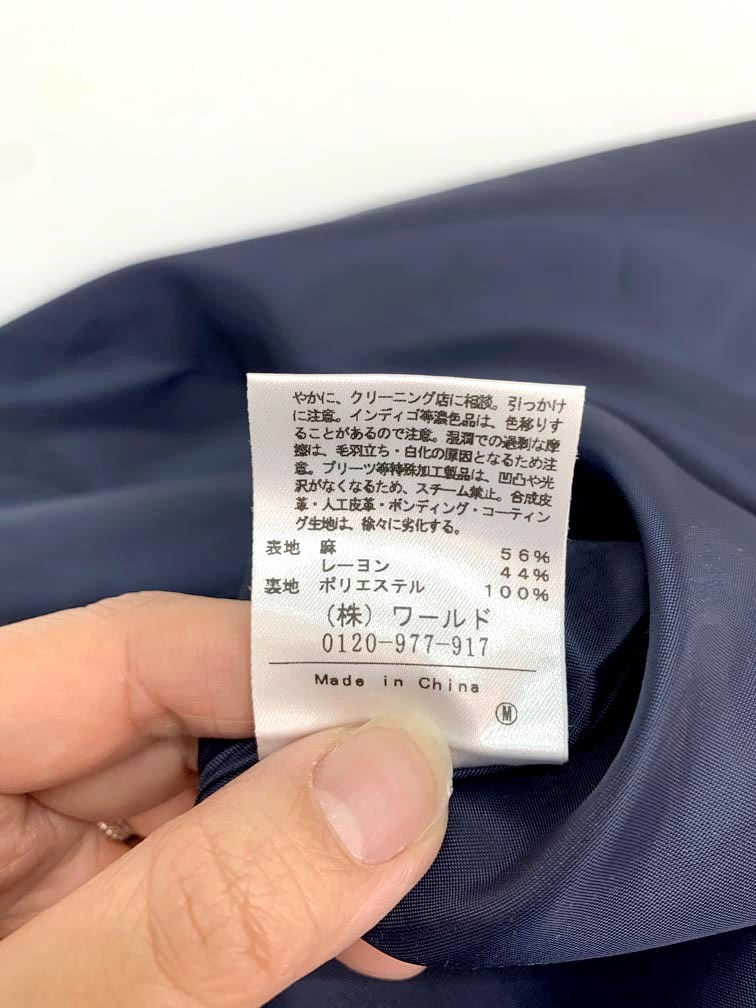 やかに、クリーニング店に相談。引っかけ
に注意。インディゴ等濃色品は、色移りす
ることがあるので注意。湿潤での過剰な摩
擦は、毛羽立ち・白化の原因となるため注
意。プリーツ等特殊加工製品は、凹凸や光
沢がなくなるため、スチーム禁止。合成皮
革・人工皮革・ボンディング・コーティン
グ生地は、徐々に劣化する。
表地 麻 56%
レーヨン 44%
裏地 ポリエステル 100%
(株) ワールド
0120-977-917
Made in China
Ⓜ